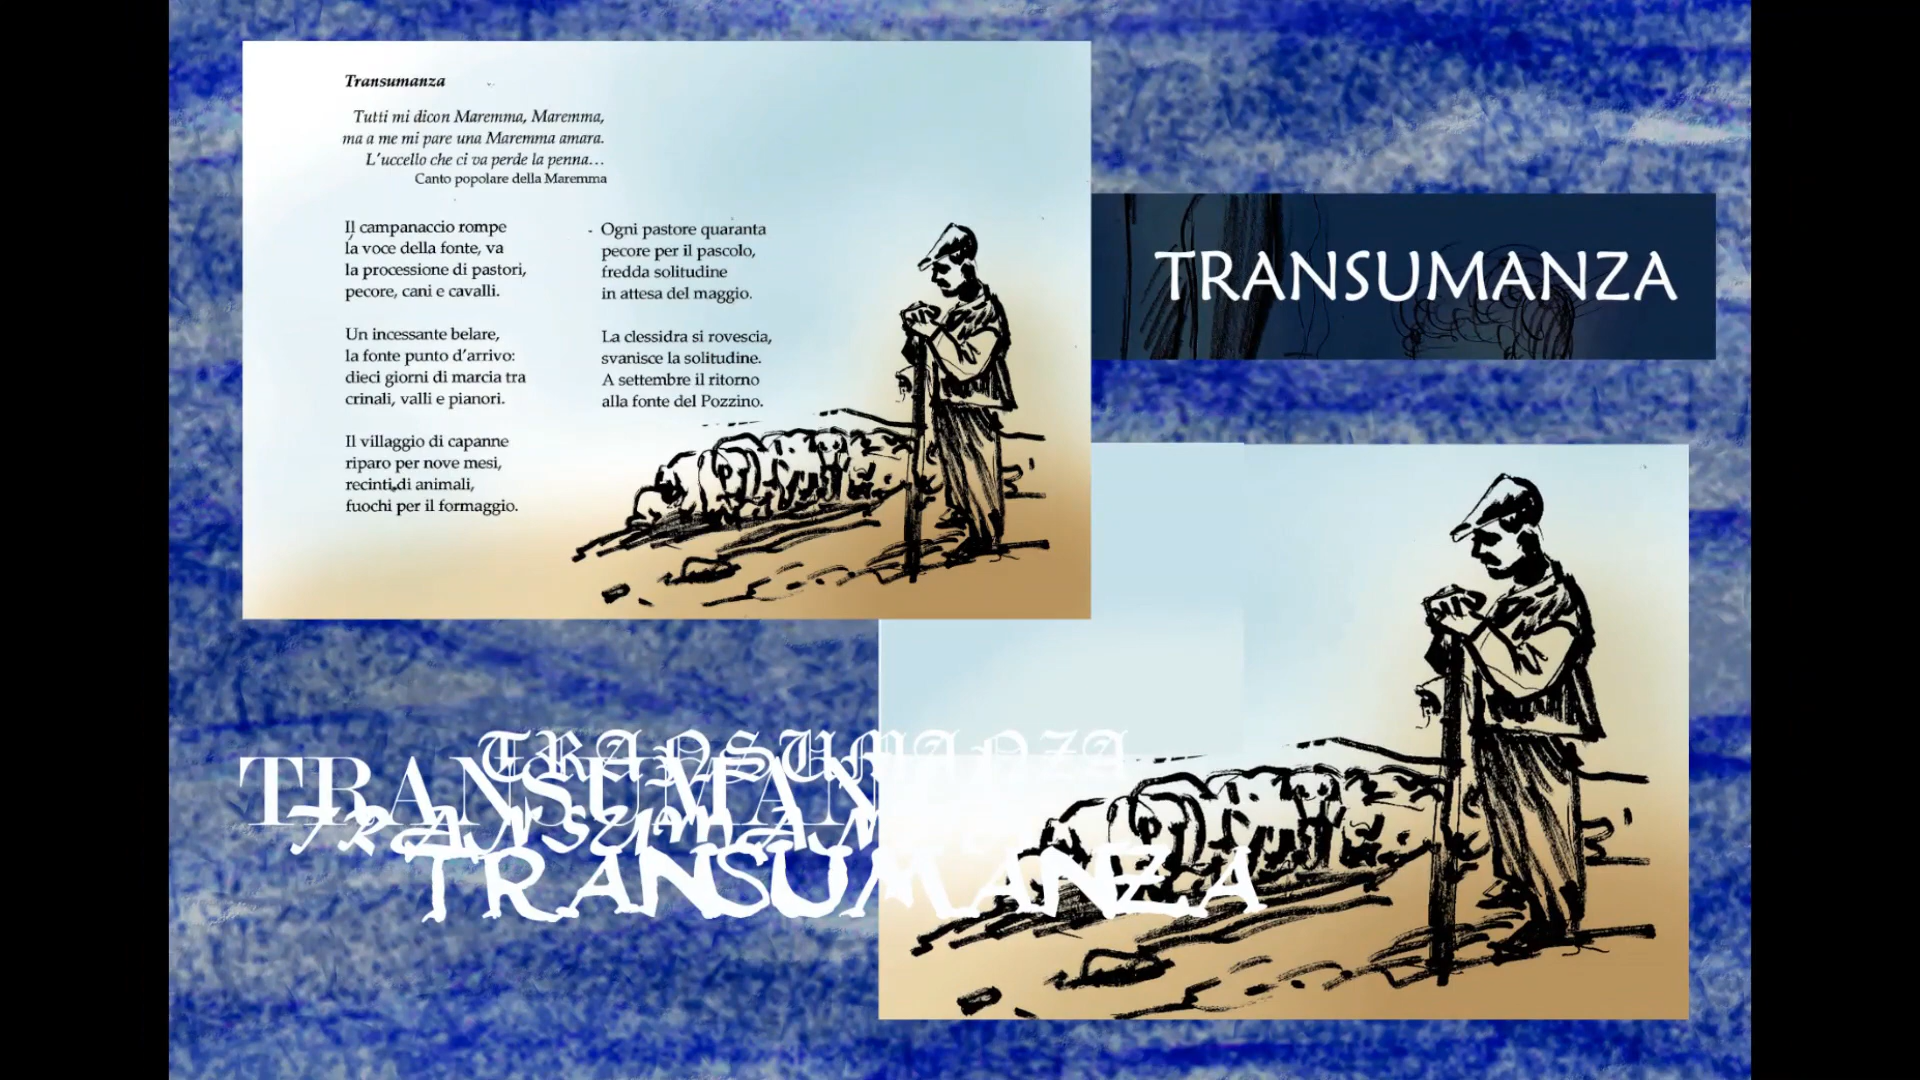 Transumanza
Tutti mi dicon Maremma, Maremma,
ma a me mi pare una Maremma amara.
L'uccello che ci va perde la penna…
Canto popolare della Maremma
Il campanaccio rompe
la voce della fonte, va
la processione di pastori,
pecore, cani e cavalli.
Un incessante belare,
la fonte punto d'arrivo:
dieci giorni di marcia tra
crinali, valli e pianori.
Il villaggio di capanne
riparo per nove mesi,
recinti di animali,
fuochi per il formaggio.
Ogni pastore quaranta
pecore per il pascolo,
fredda solitudine
in attesa del maggio.
La clessidra si rovescia,
svanisce la solitudine.
A settembre il ritorno
alla fonte del Pozzino.
TRANSUMANZA
TRANSUMANZA
TRANSUMAN
TRANSUMAN
TRANSUMANZA